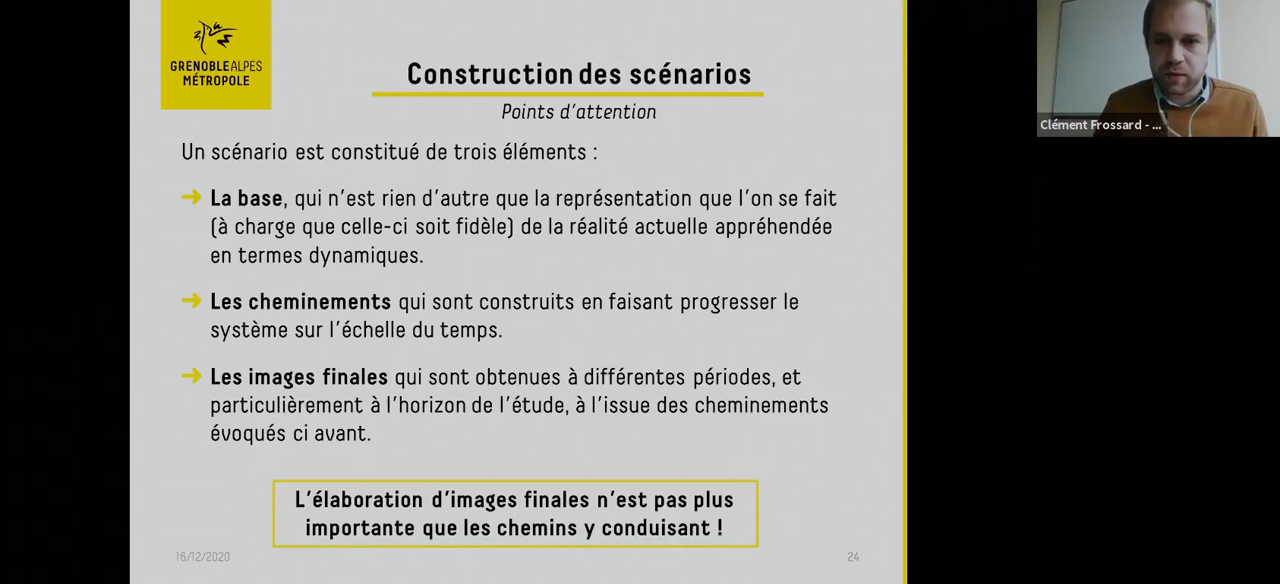 GRENOBLEALPES
MÉTROPOLE
Construction des scénarios
Points d'attention
Un scénario est constitué de trois éléments :
➜ La base, qui n'est rien d'autre que la représentation que l'on se fait
(à charge que celle-ci soit fidèle) de la réalité actuelle appréhendée
en termes dynamiques.
➜ Les cheminements qui sont construits en faisant progresser le
système sur l'échelle du temps.
➜ Les images finales qui sont obtenues à différentes périodes, et
particulièrement à l'horizon de l'étude, à l'issue des cheminements
évoqués ci avant.
L'élaboration d'images finales n'est pas plus
importante que les chemins y conduisant !
16/12/2020
24
Clément Frossard - ...